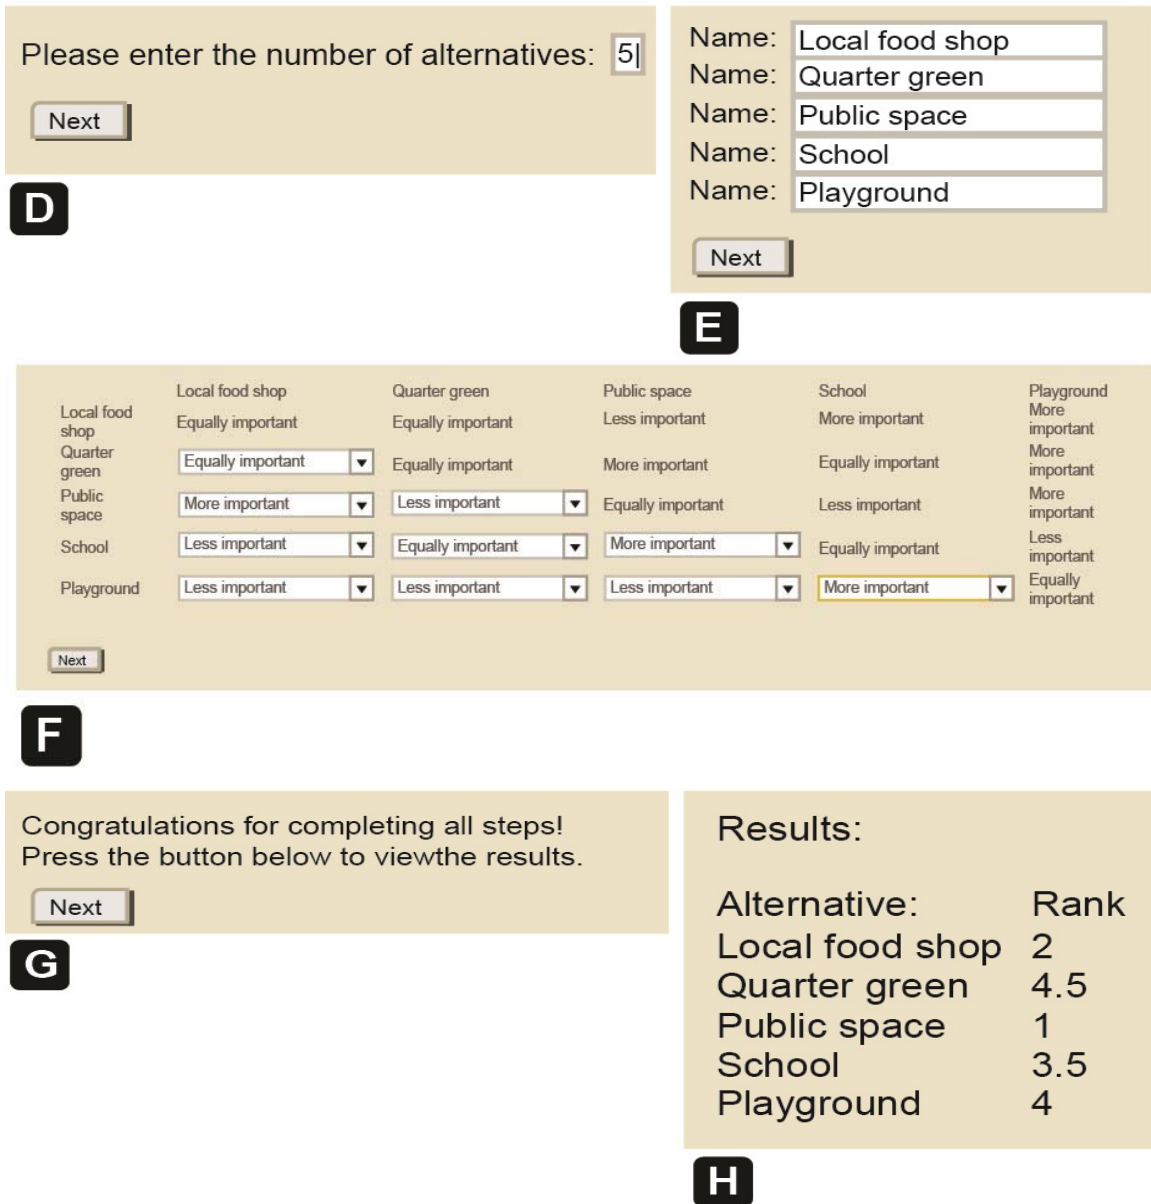 Please enter the number of alternatives: 5
Next
D
Name: Local food shop
Name: Quarter green
Name: Public space
Name: School
Name: Playground
Next
E
Local food shop Quarter green Public space School Playground
Local food shop Equally important Equally important Less important More important More important
Quarter green Equally important Equally important More important Equally important More important
Public space More important Less important Equally important Less important More important
School Less important Equally important More important Equally important Less important
Playground Less important Less important Less important More important Equally important
Next
F
Congratulations for completing all steps!
Press the button below to viewthe results.
Next
G
Results:
Alternative: Rank
Local food shop 2
Quarter green 4.5
Public space 1
School 3.5
Playground 4
H